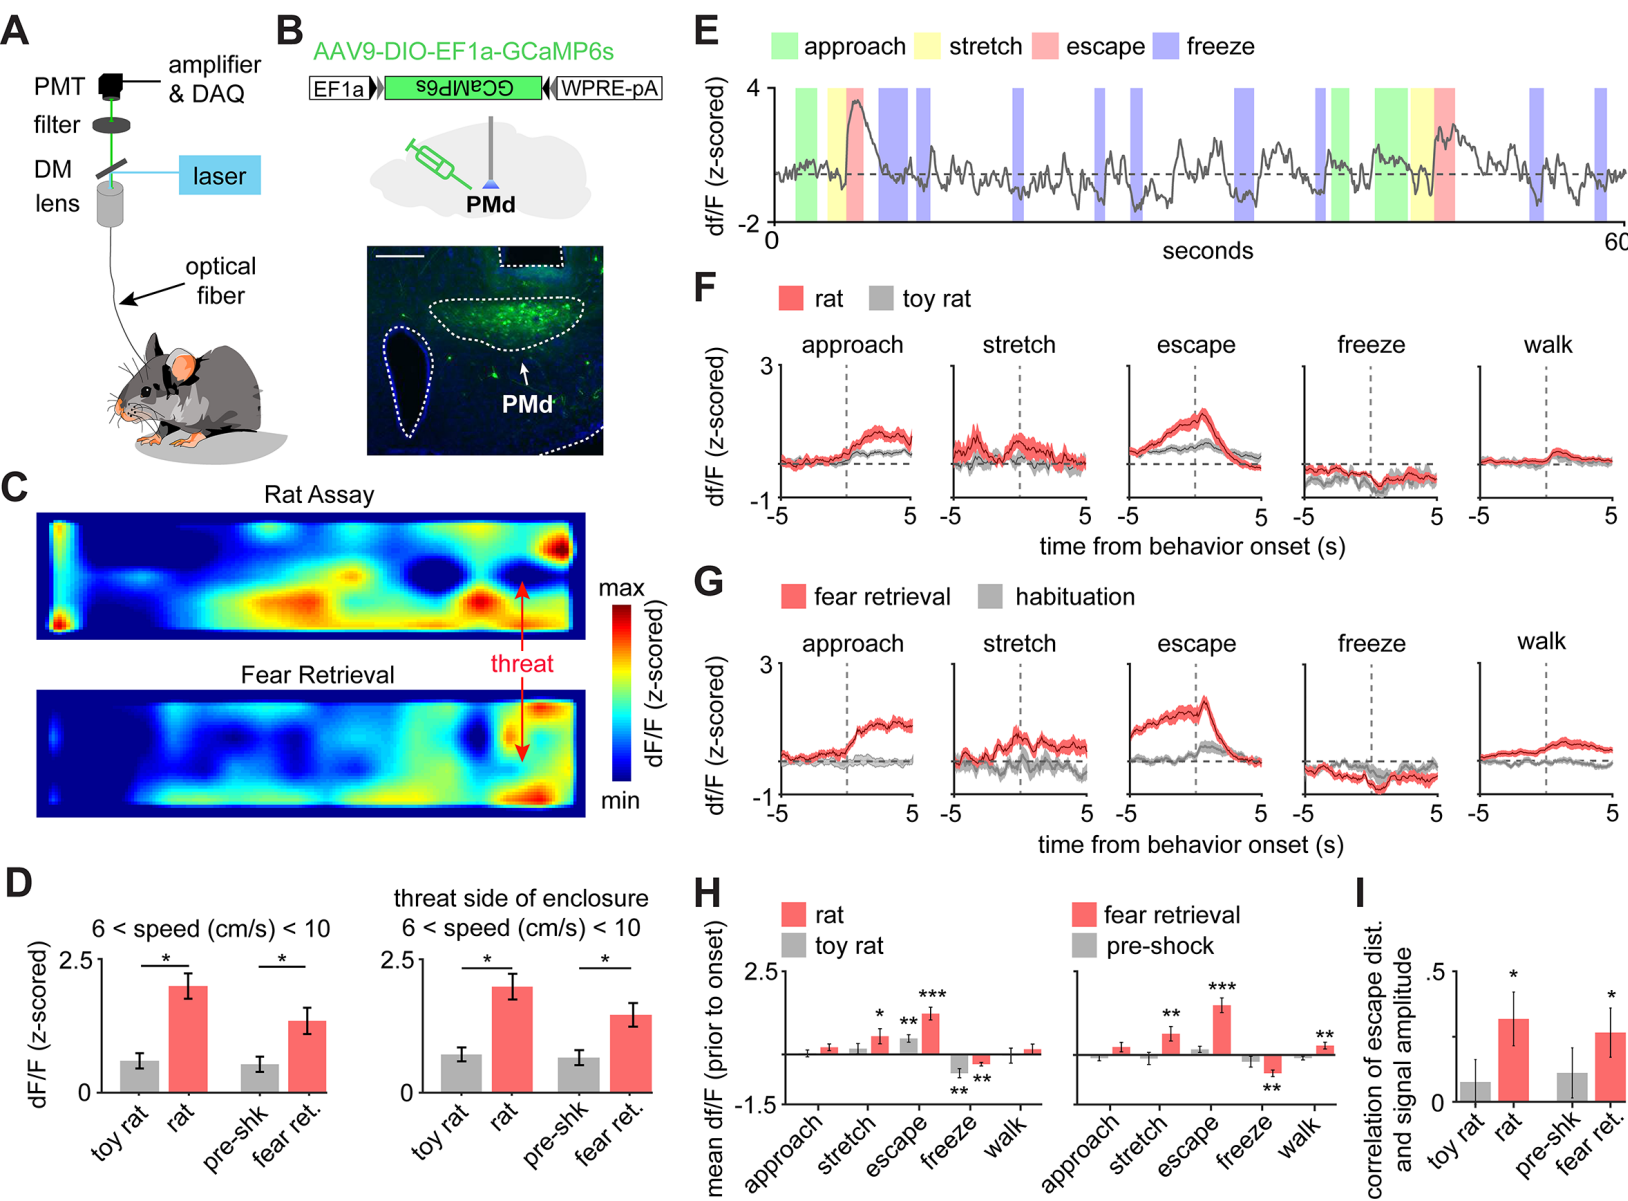 A
PMT
amplifier
& DAQ
filter
DM
laser
lens
optical
fiber
B
AAV9-DIO-EF1a-GCaMP6s
EF1a
GCaMP6s
WPRE-pA
PMd
PMd
C
Rat Assay
threat
Fear Retrieval
max
min
dF/F (z-scored)
D
6 < speed (cm/s) < 10
threat side of enclosure
6 < speed (cm/s) < 10
dF/F (z-scored)
2.5
0
*
*
toy rat
rat
pre-shk
fear ret.
2.5
0
*
*
toy rat
rat
pre-shk
fear ret.
E
approach
stretch
escape
freeze
df/F (z-scored)
4
-2
0
seconds
60
F
rat
toy rat
approach
stretch
escape
freeze
walk
df/F (z-scored)
3
-1
-5
5
-5
5
-5
5
-5
5
-5
5
time from behavior onset (s)
G
fear retrieval
habituation
approach
stretch
escape
freeze
walk
df/F (z-scored)
3
-1
-5
5
-5
5
-5
5
-5
5
-5
5
time from behavior onset (s)
H
rat
toy rat
fear retrieval
pre-shock
mean df/F (prior to onset)
2.5
-1.5
*
**
***
**
**
approach
stretch
escape
freeze
walk
**
***
**
**
approach
stretch
escape
freeze
walk
I
correlation of escape dist.
and signal amplitude
.5
0
*
*
toy rat
rat
pre-shk
fear ret.